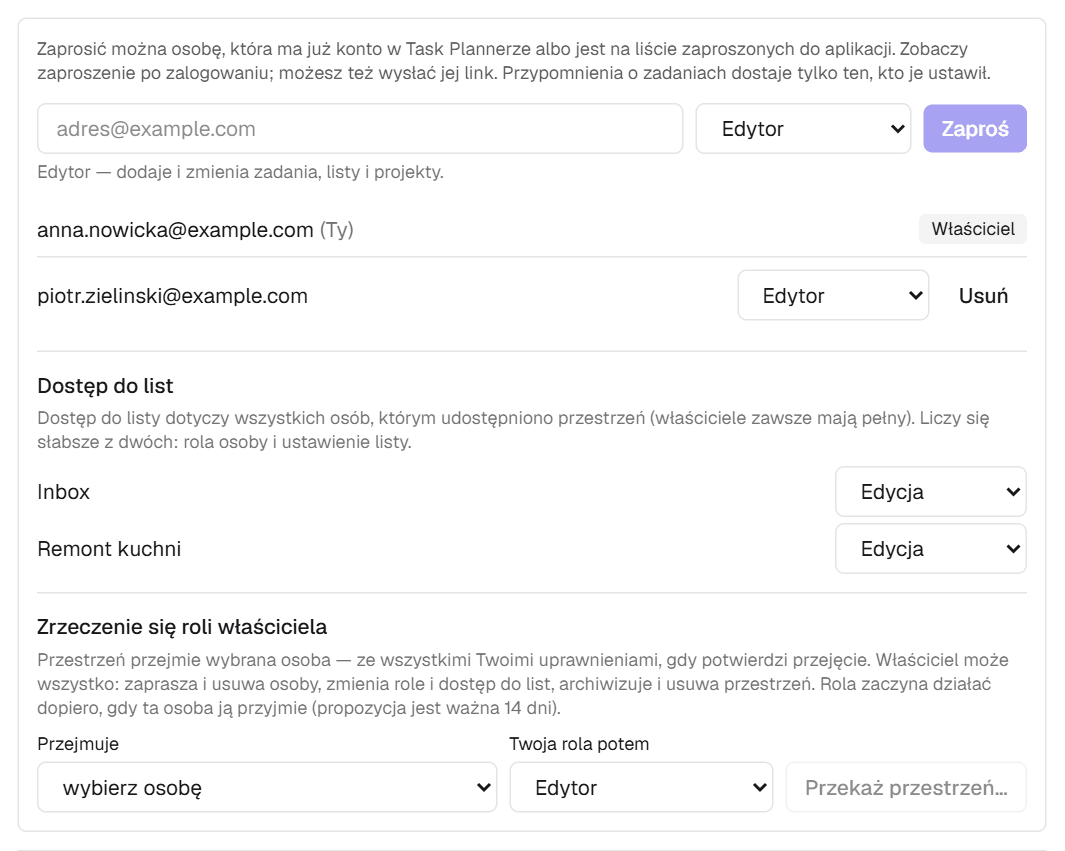 Zaprosić można osobę, która ma już konto w Task Plannerze albo jest na liście zaproszonych do aplikacji. Zobaczy
zaproszenie po zalogowaniu; możesz też wysłać jej link. Przypomnienia o zadaniach dostaje tylko ten, kto je ustawił.
adres@example.com Edytor Zaproś
Edytor — dodaje i zmienia zadania, listy i projekty.
anna.nowicka@example.com (Ty) Właściciel
piotr.zielinski@example.com Edytor Usuń
Dostęp do list
Dostęp do listy dotyczy wszystkich osób, którym udostępniono przestrzeń (właściciele zawsze mają pełny). Liczy się
słabsze z dwóch: rola osoby i ustawienie listy.
Inbox Edycja
Remont kuchni Edycja
Zrzeczenie się roli właściciela
Przestrzeń przejmie wybrana osoba — ze wszystkimi Twoimi uprawnieniami, gdy potwierdzi przejęcie. Właściciel może
wszystko: zaprasza i usuwa osoby, zmienia role i dostęp do list, archiwizuje i usuwa przestrzeń. Rola zaczyna działać
dopiero, gdy ta osoba ją przyjmie (propozycja jest ważna 14 dni).
Przejmuje Twoja rola potem
wybierz osobę Edytor Przekaż przestrzeń...